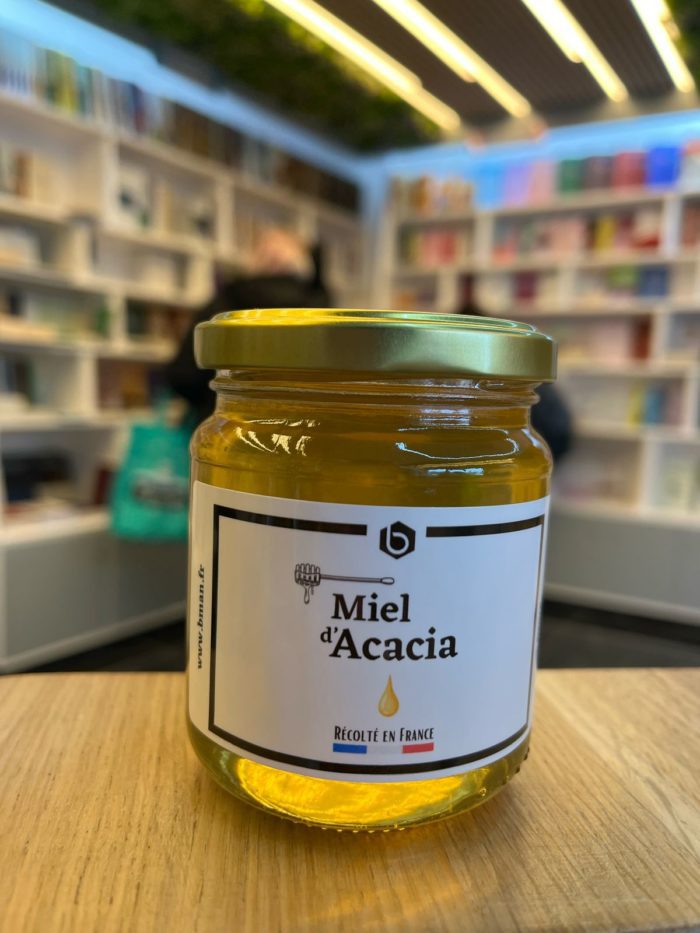 b
www.bman.fr
Miel
d'Acacia
Récolté en France